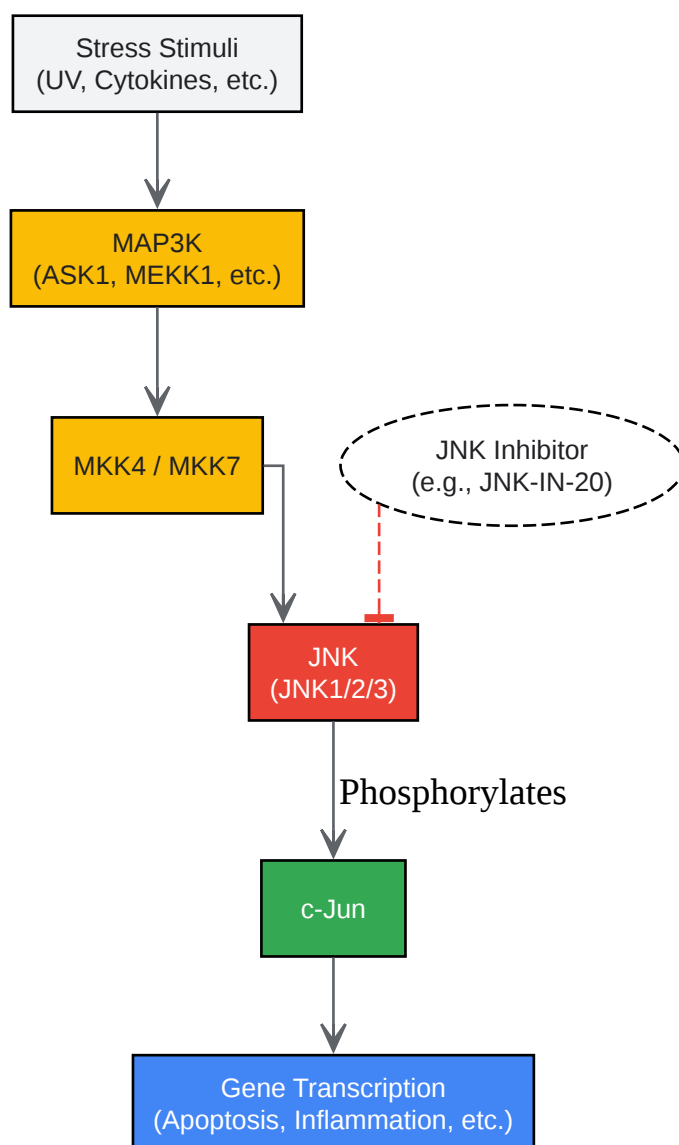 Stress Stimuli
(UV, Cytokines, etc.)
MAP3K
(ASK1, MEKK1, etc.)
MKK4 / MKK7
JNK Inhibitor
(e.g., JNK-IN-20)
JNK
(JNK1/2/3)
Phosphorylates
c-Jun
Gene Transcription
(Apoptosis, Inflammation, etc.)